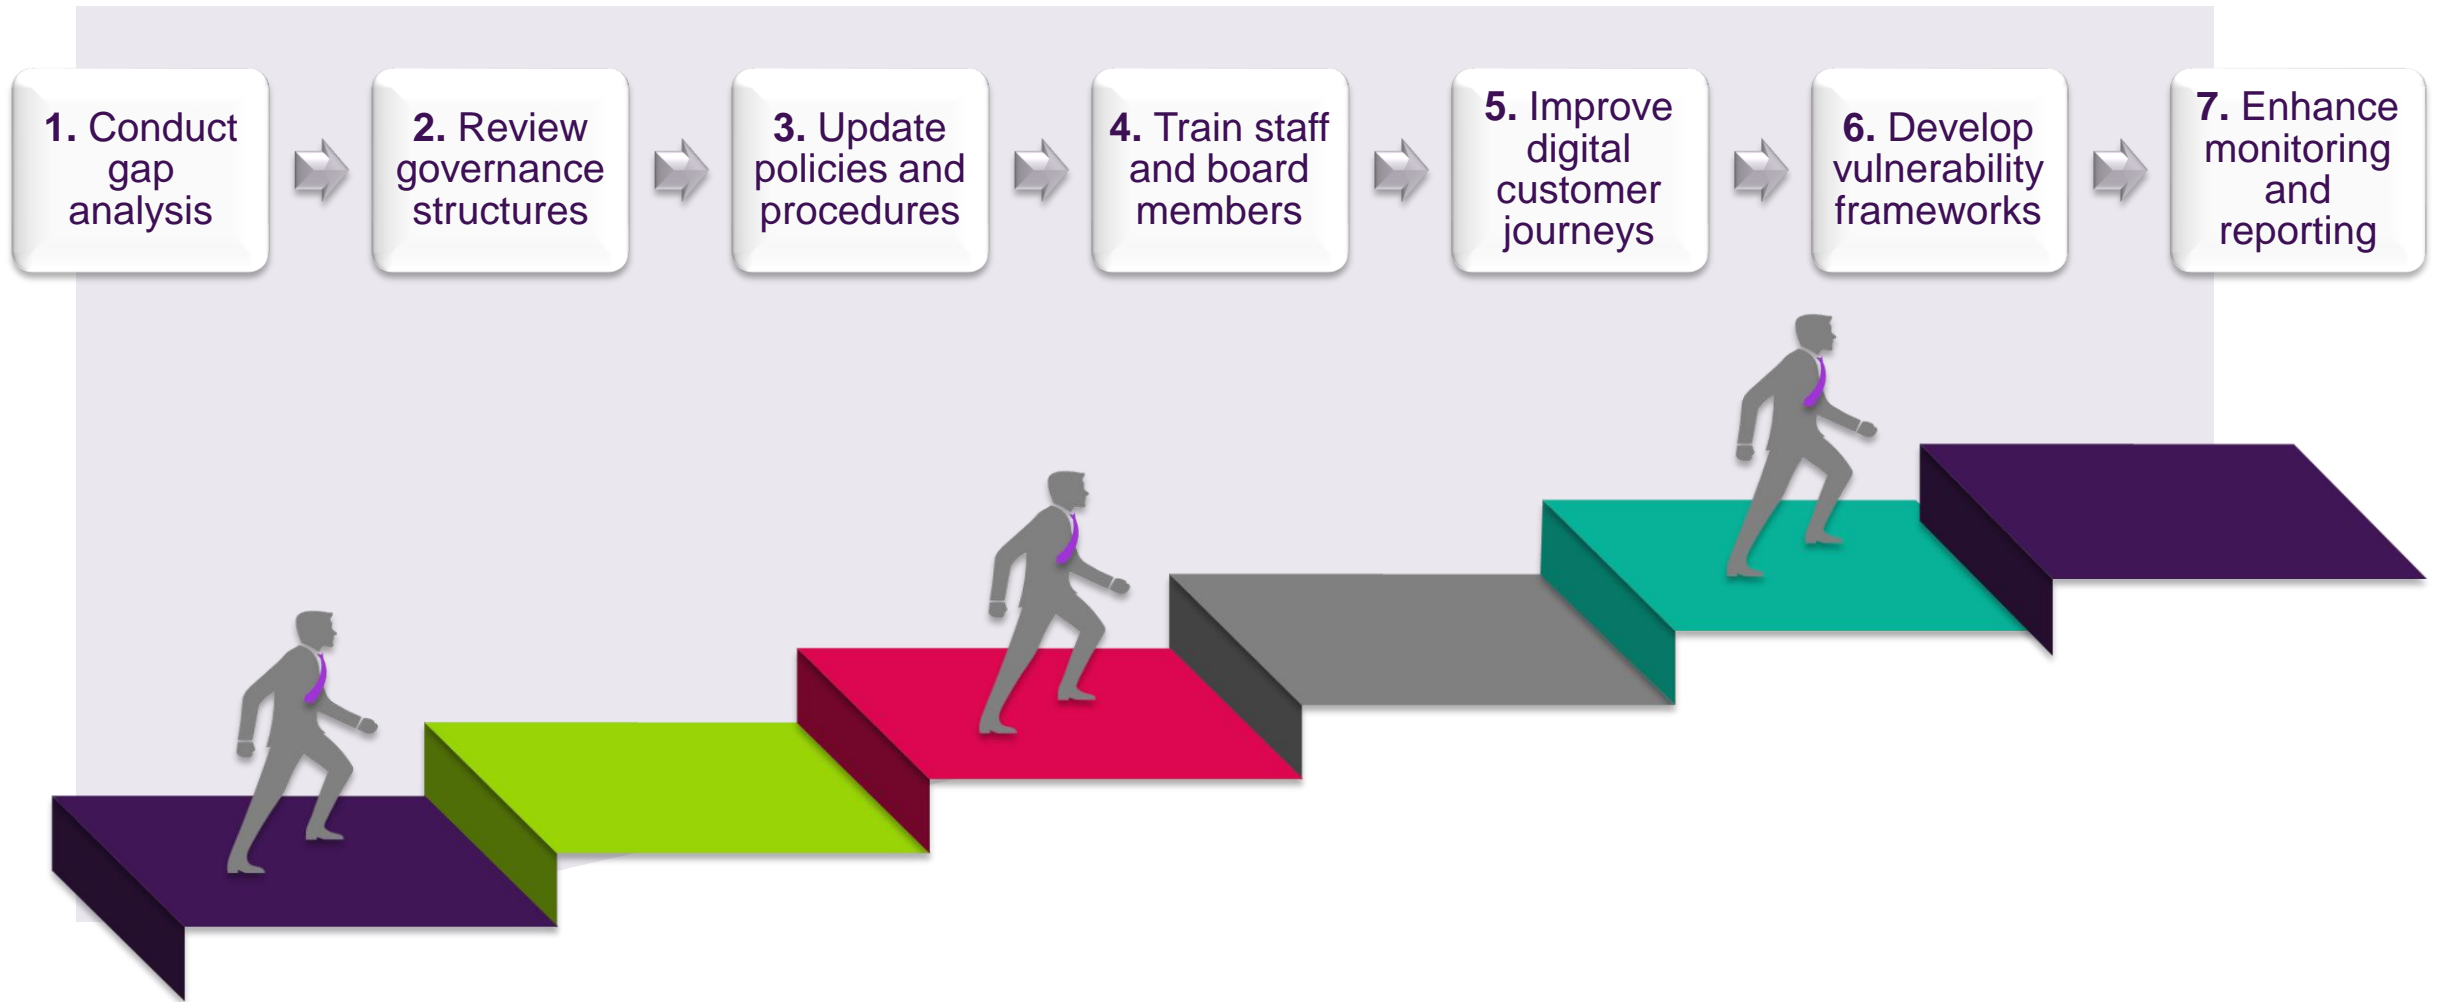 1. Conduct
gap
analysis
2. Review
governance
structures
3. Update
policies and
procedures
4. Train staff
and board
members
5. Improve
digital
customer
journeys
6. Develop
vulnerability
frameworks
7. Enhance
monitoring
and
reporting